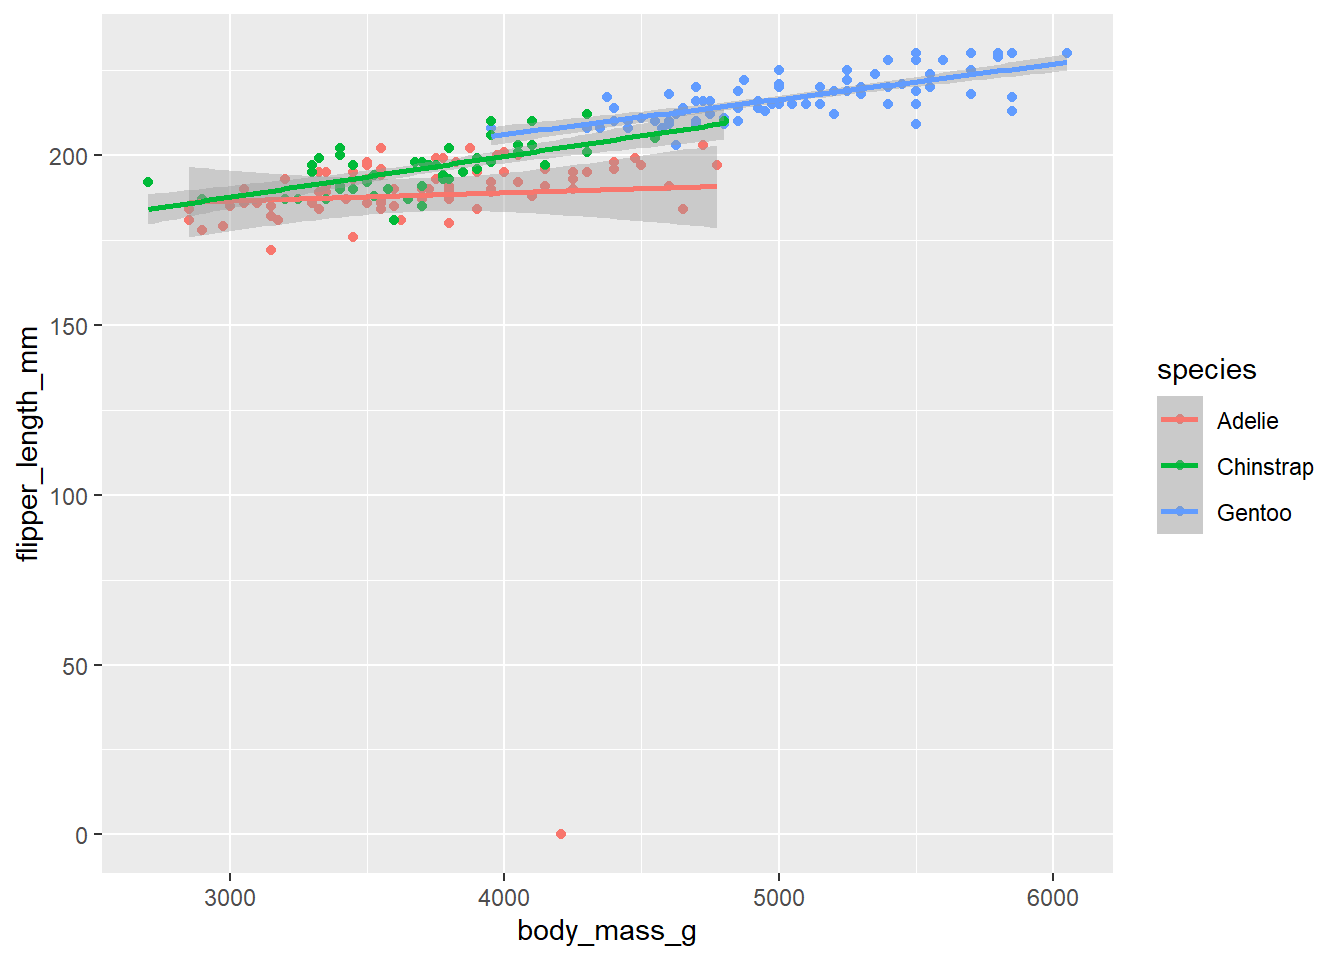 200
150
100
50
0
3000 4000 5000 6000
body_mass_g
flipper_length_mm
species
Adelie
Chinstrap
Gentoo